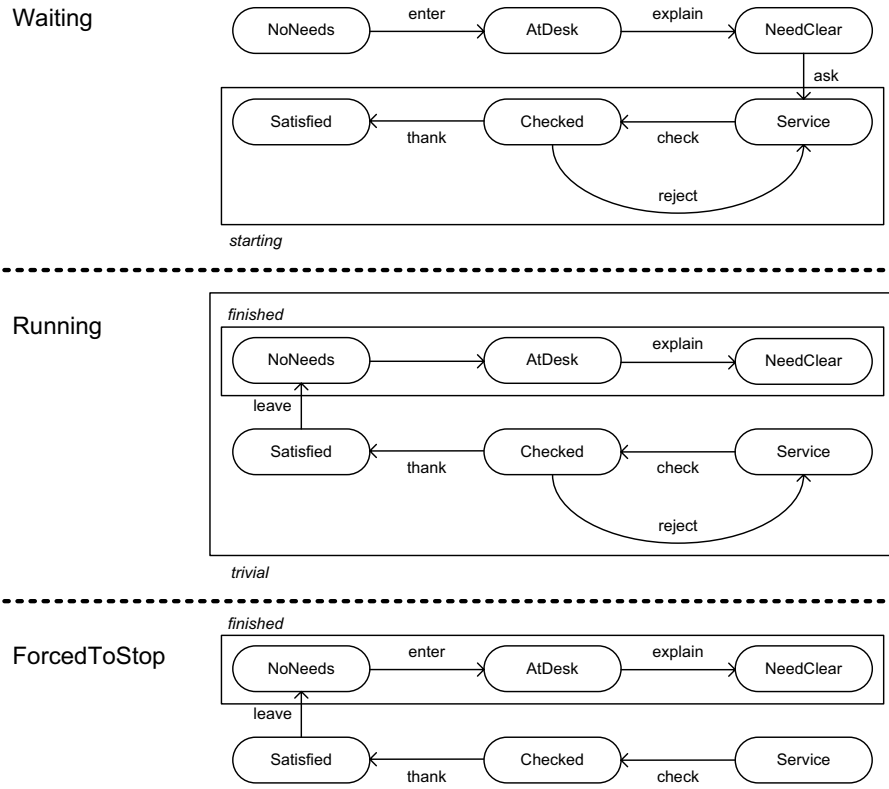 Waiting
NoNeeds enter AtDesk explain NeedClear
ask
Satisfied Checked Service
thank check
reject
starting
Running
finished
NoNeeds AtDesk explain NeedClear
leave
Satisfied Checked Service
thank check
reject
trivial
finished
ForcedToStop
NoNeeds enter AtDesk explain NeedClear
leave
Satisfied Checked Service
thank check